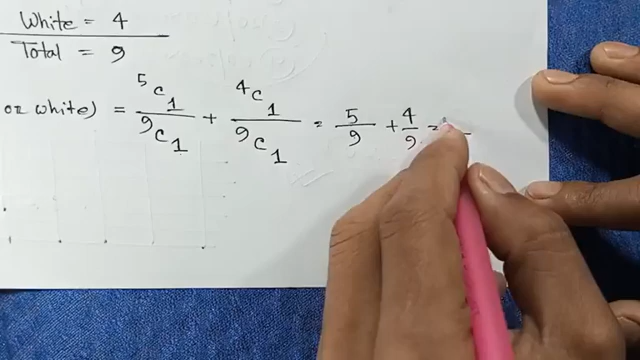 White = 4
Total = 9
or white) = ⁵C₁/⁹C₁ + ⁴C₁/⁹C₁ = 5/9 + 4/9 =